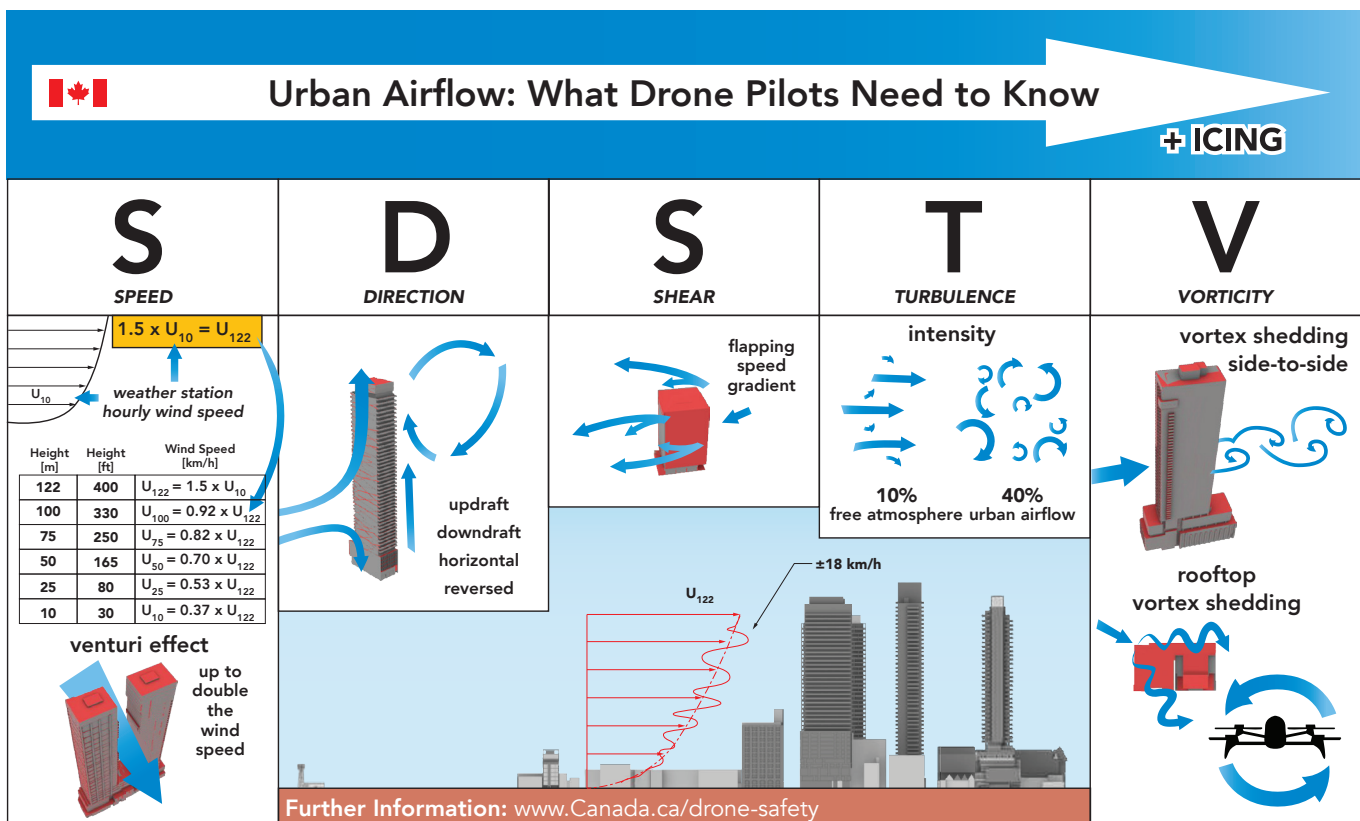 Urban Airflow: What Drone Pilots Need to Know
+ ICING
S
SPEED
1.5 x U₁₀ = U₁₂₂
U₁₀
weather station
hourly wind speed
Height [m] Height [ft] Wind Speed [km/h]
122 400 U₁₂₂ = 1.5 x U₁₀
100 330 U₁₀₀ = 0.92 x U₁₂₂
75 250 U₇₅ = 0.82 x U₁₂₂
50 165 U₅₀ = 0.70 x U₁₂₂
25 80 U₂₅ = 0.53 x U₁₂₂
10 30 U₁₀ = 0.37 x U₁₂₂
venturi effect
up to
double
the
wind
speed
D
DIRECTION
updraft
downdraft
horizontal
reversed
S
SHEAR
flapping
speed
gradient
T
TURBULENCE
intensity
10% 40%
free atmosphere urban airflow
U₁₂₂
±18 km/h
V
VORTICITY
vortex shedding
side-to-side
rooftop
vortex shedding
Further Information: www.Canada.ca/drone-safety